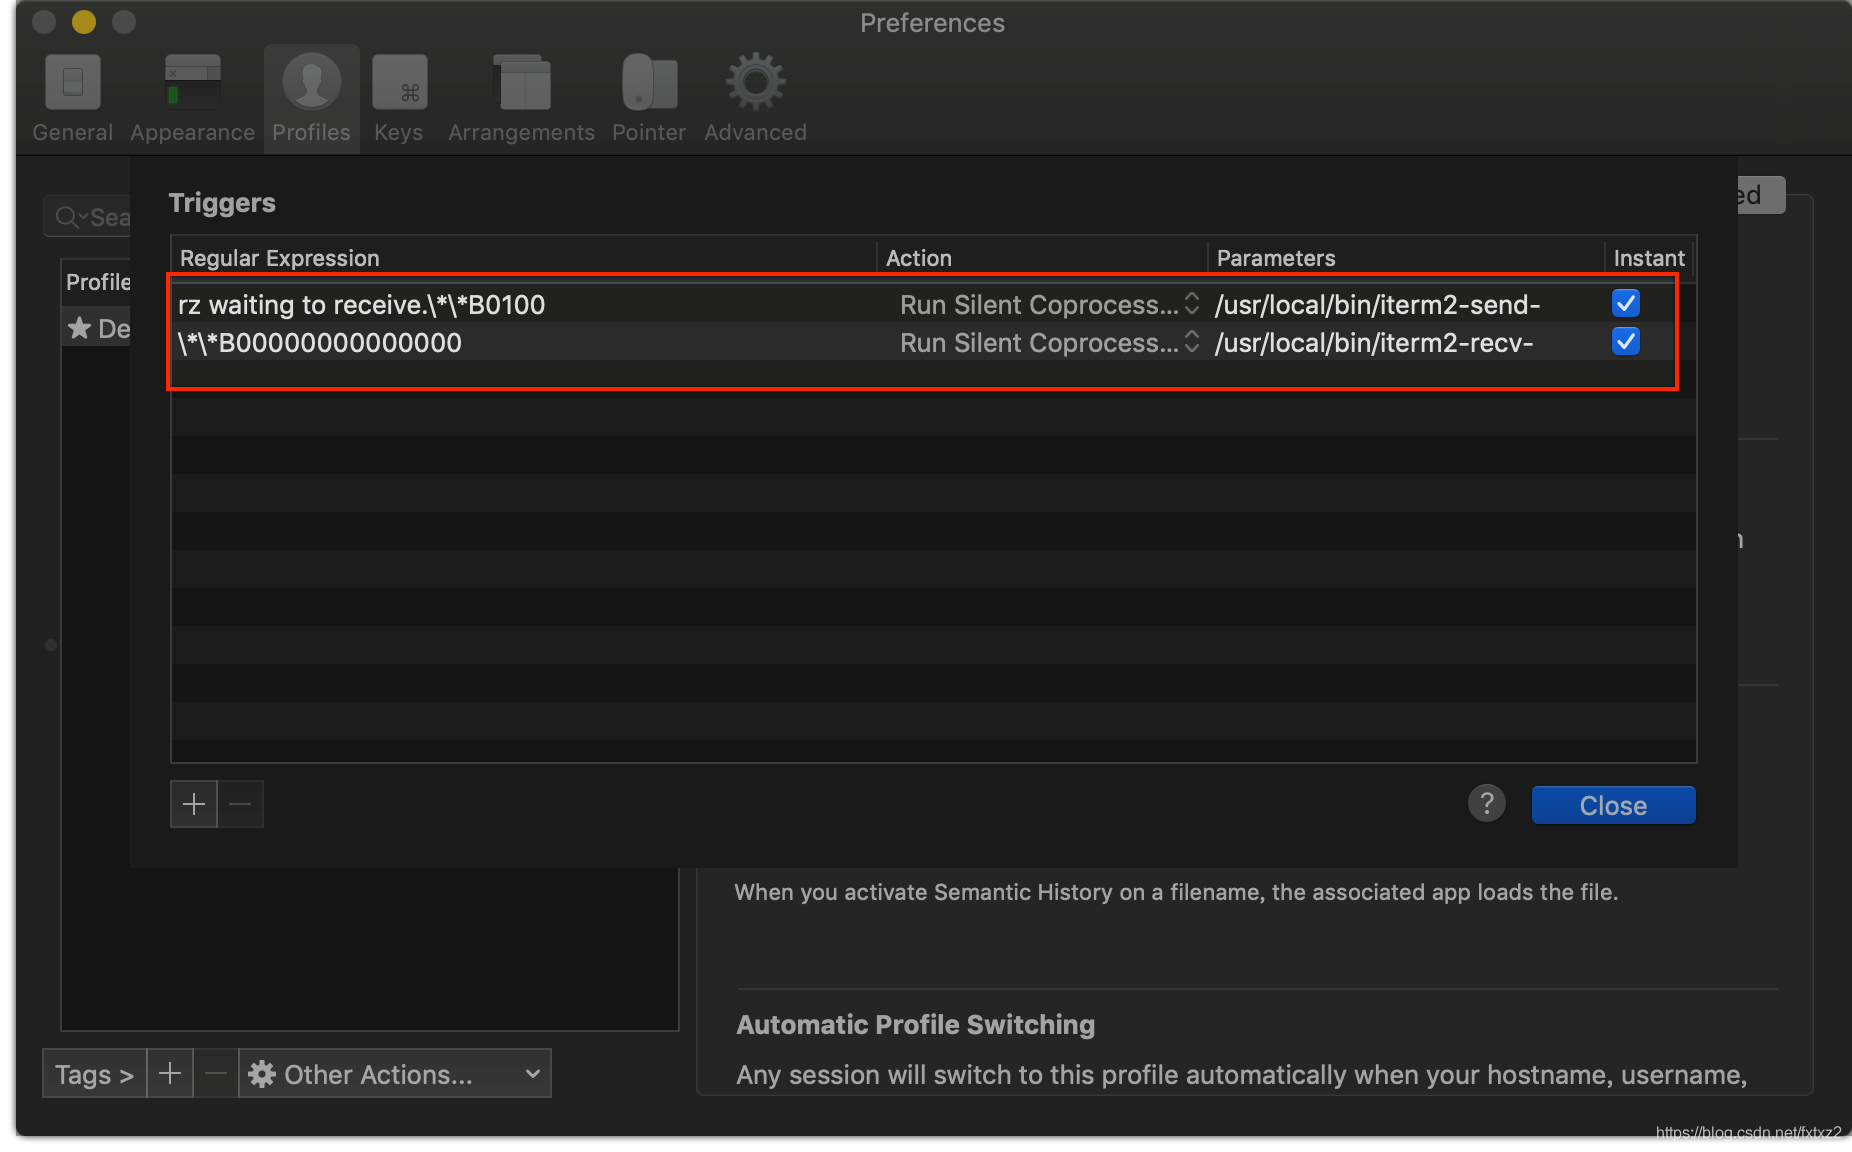 Preferences
General Appearance Profiles Keys Arrangements Pointer Advanced
Sea
Triggers
ed
Regular Expression Action Parameters Instant
Profile
rz waiting to receive.\*\*B0100 Run Silent Coprocess... /usr/local/bin/iterm2-send-
★ De
\*\*B00000000000000 Run Silent Coprocess... /usr/local/bin/iterm2-recv-
? Close
When you activate Semantic History on a filename, the associated app loads the file.
Automatic Profile Switching
Tags > Other Actions...
Any session will switch to this profile automatically when your hostname, username,
https://blog.csdn.net/fxtxz2